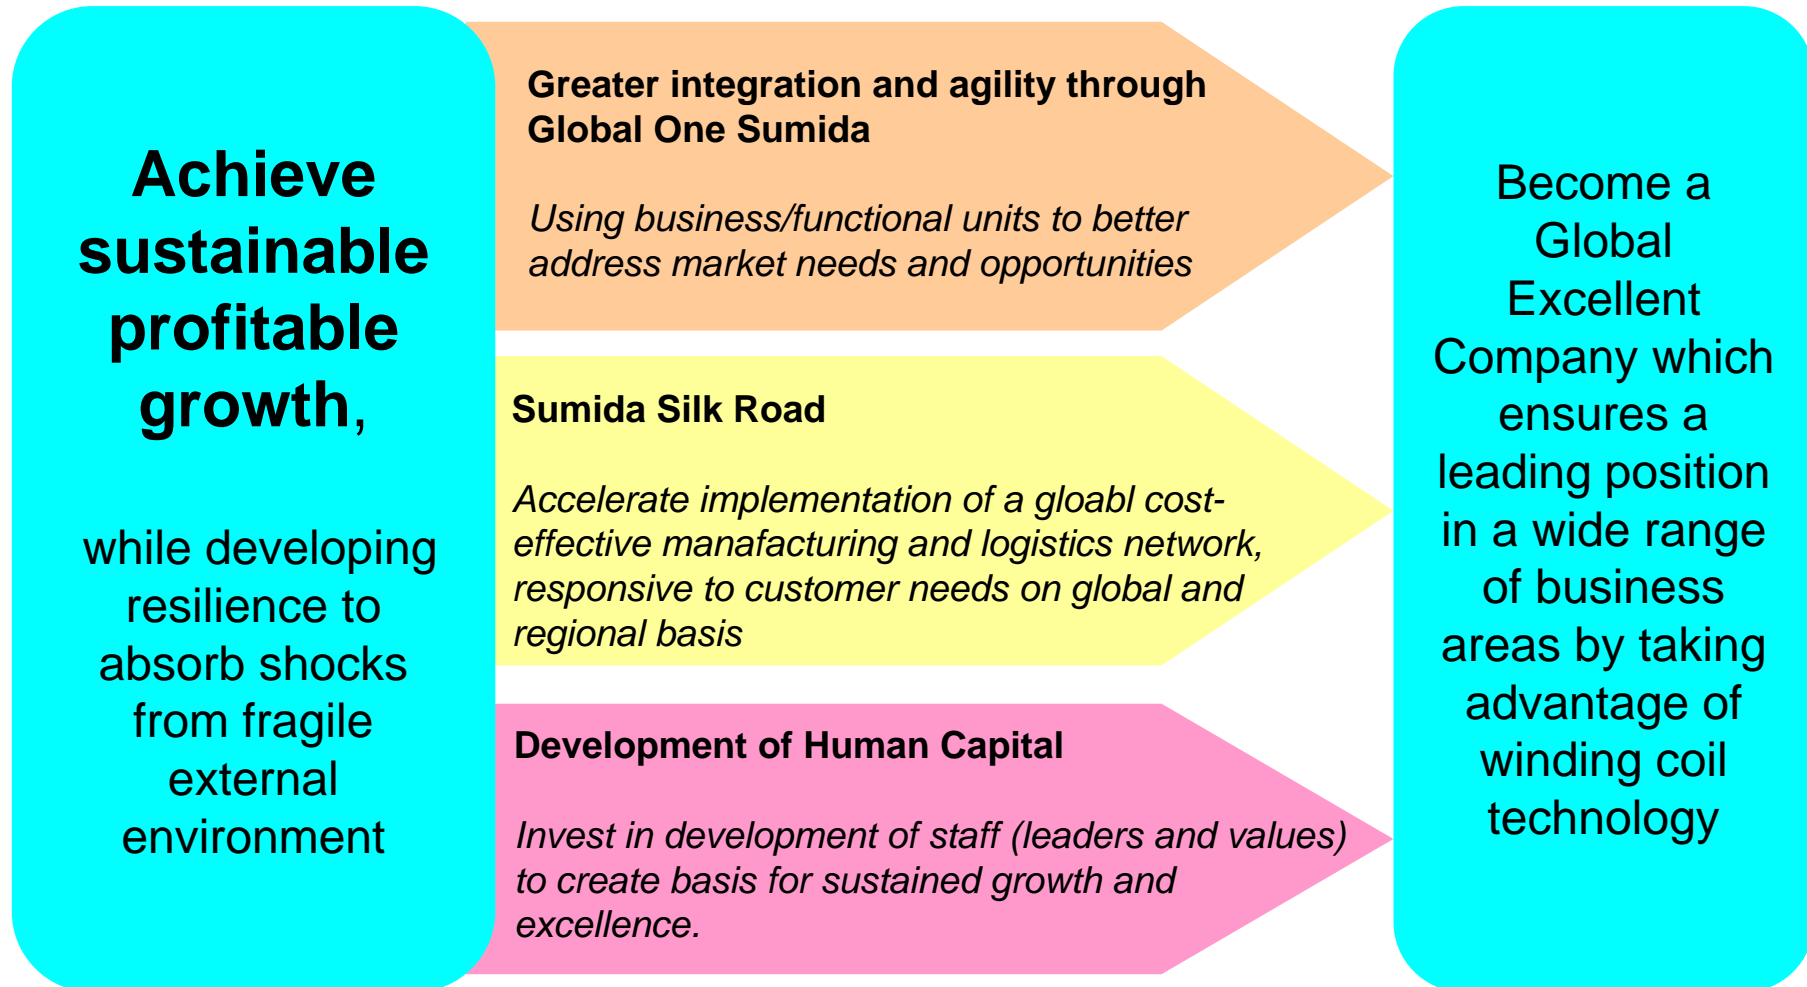 Achieve
sustainable
profitable
growth,
while developing
resilience to
absorb shocks
from fragile
external
environment
Greater integration and agility through
Global One Sumida
Using business/functional units to better
address market needs and opportunities
Sumida Silk Road
Accelerate implementation of a gloabl cost-
effective manafacturing and logistics network,
responsive to customer needs on global and
regional basis
Development of Human Capital
Invest in development of staff (leaders and values)
to create basis for sustained growth and
excellence.
Become a
Global
Excellent
Company which
ensures a
leading position
in a wide range
of business
areas by taking
advantage of
winding coil
technology